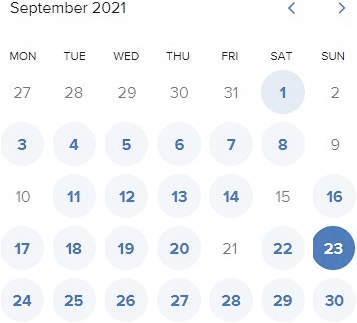 September 2021
MON TUE WED THU FRI SAT SUN
27 28 29 30 31 1 2
3 4 5 6 7 8 9
10 11 12 13 14 15 16
17 18 19 20 21 22 23
24 25 26 27 28 29 30